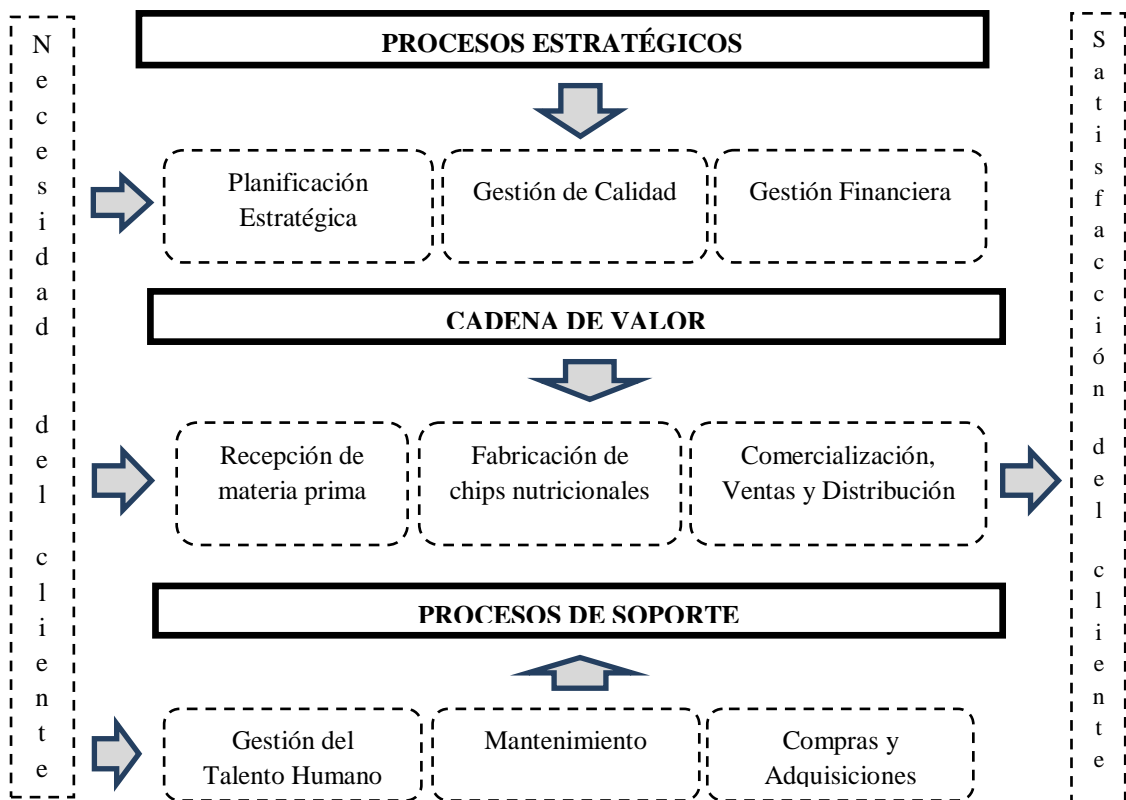 Necesidad del cliente
PROCESOS ESTRATÉGICOS
Planificación
Estratégica
Gestión de Calidad
Gestión Financiera
CADENA DE VALOR
Recepción de
materia prima
Fabricación de
chips nutricionales
Comercialización,
Ventas y Distribución
PROCESOS DE SOPORTE
Gestión del
Talento Humano
Mantenimiento
Compras y
Adquisiciones
Satisfacción del cliente